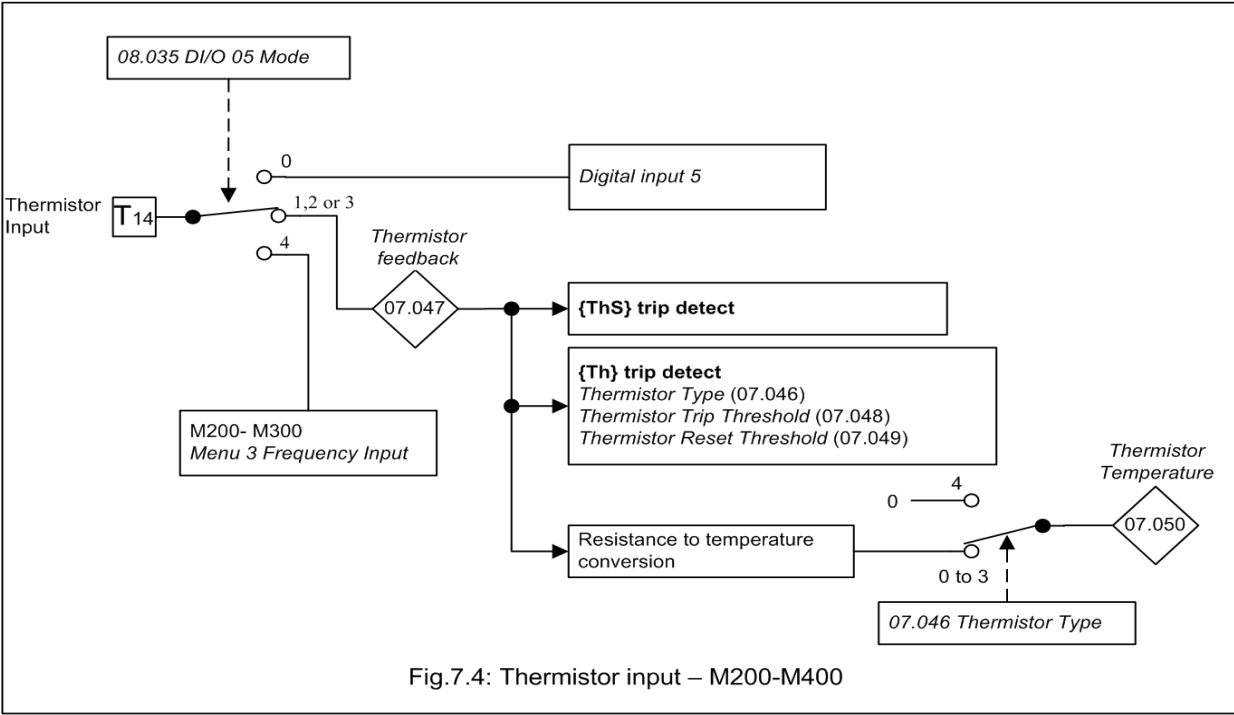 08.035 DI/O 05 Mode
0
Digital input 5
Thermistor
Input
T14
1,2 or 3
4
Thermistor
feedback
07.047
{ThS} trip detect
{Th} trip detect
Thermistor Type (07.046)
Thermistor Trip Threshold (07.048)
Thermistor Reset Threshold (07.049)
M200- M300
Menu 3 Frequency Input
Thermistor
Temperature
4
0
07.050
Resistance to temperature
conversion
0 to 3
07.046 Thermistor Type
Fig.7.4: Thermistor input – M200-M400